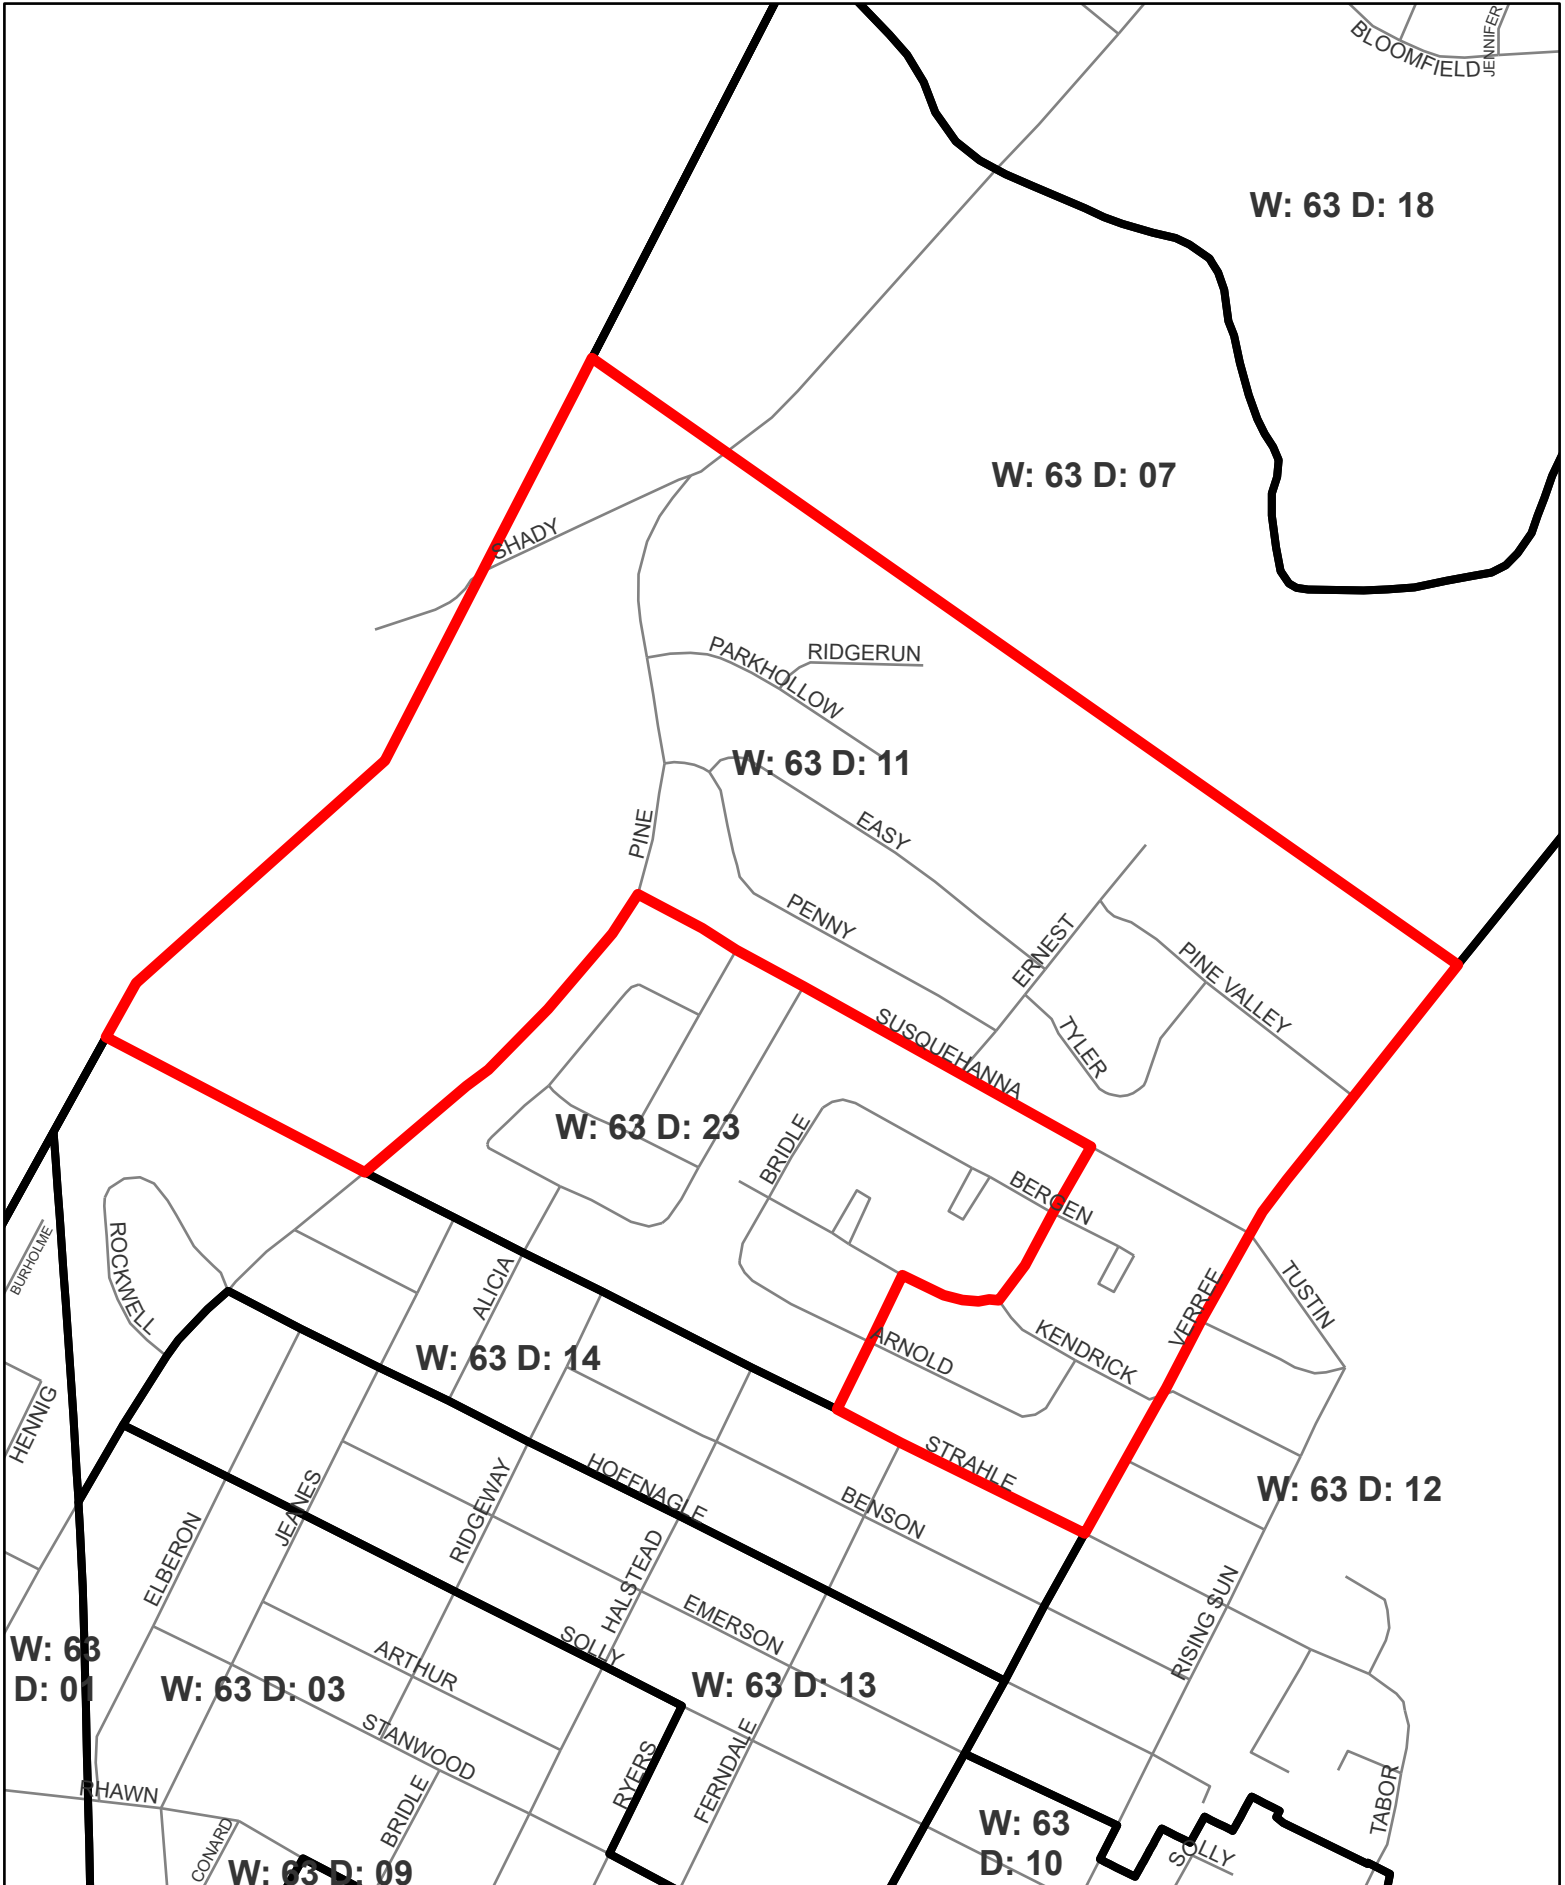 BLOOMFIELD
JENNIFER
W: 63 D: 18
W: 63 D: 07
SHADY
PARKHOLLOW
RIDGERUN
W: 63 D: 11
PINE
EASY
PENNY
ERNEST
PINE VALLEY
TYLER
SUSQUEHANNA
W: 63 D: 23
BRIDLE
BERGEN
ROCKWELL
BURHOLME
ALICIA
VERREE
TUSTIN
KENDRICK
ARNOLD
W: 63 D: 14
HENNIG
STRAHLE
HOFFNAGLE
BENSON
W: 63 D: 12
JEANES
RIDGEWAY
ELBERON
HALSTEAD
EMERSON
RISING SUN
SOLLY
ARTHUR
W: 63
D: 01
W: 63 D: 03
W: 63 D: 13
STANWOOD
RYERS
FERNDALE
RHAWN
BRIDLE
TABOR
CONARD
W: 63 D: 09
W: 63
D: 10
SOLLY